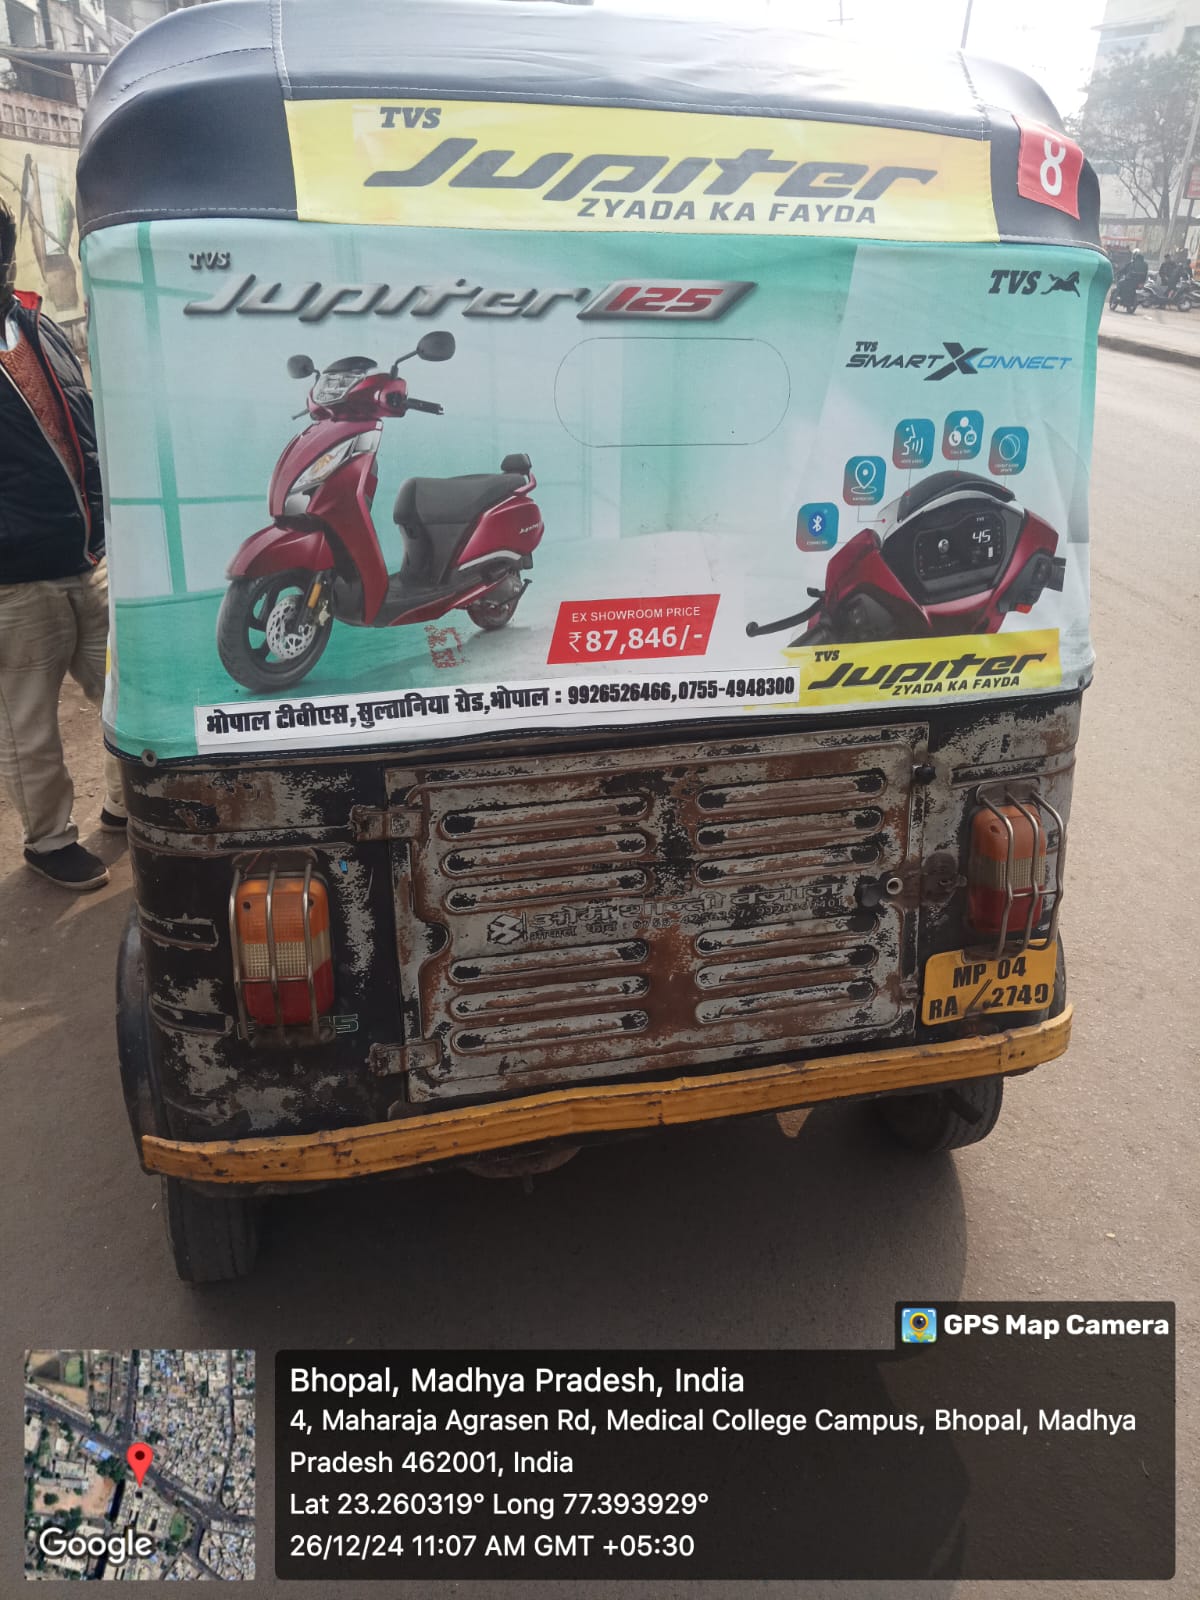 TVS
Jupiter
ZYADA KA FAYDA
8
TVS
Jupiter 125
TVS
TVS
SMARTXONNECT
45
EX SHOWROOM PRICE
₹87,846/-
TVS
Jupiter
ZYADA KA FAYDA
भोपाल टीवीएस,सुल्तानिया रोड,भोपाल : 9926526466,0755-4948300
MP 04
RA 2749
GPS Map Camera
Bhopal, Madhya Pradesh, India
4, Maharaja Agrasen Rd, Medical College Campus, Bhopal, Madhya
Pradesh 462001, India
Lat 23.260319° Long 77.393929°
26/12/24 11:07 AM GMT +05:30
Google